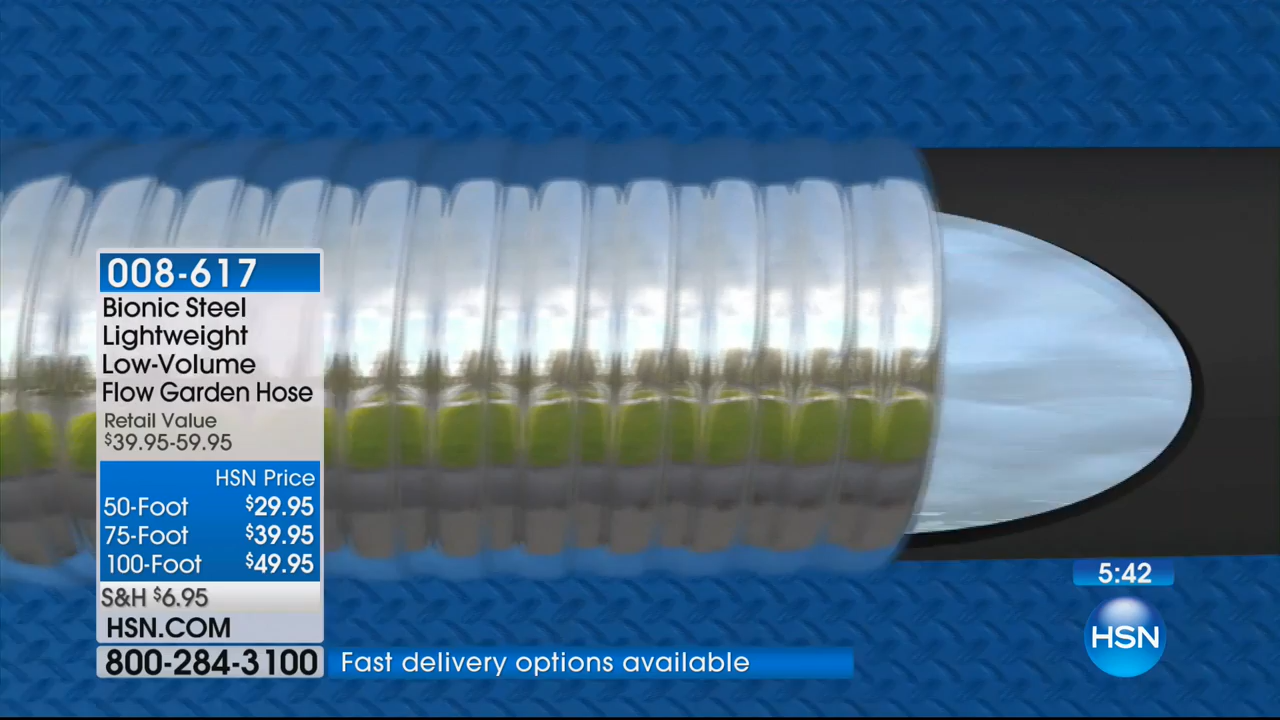 008-617
Bionic Steel
Lightweight
Low-Volume
Flow Garden Hose
Retail Value
$39.95-59.95
HSN Price
50-Foot $29.95
75-Foot $39.95
100-Foot $49.95
S&H $6.95
HSN.COM
800-284-3100
Fast delivery options available
5:42
HSN